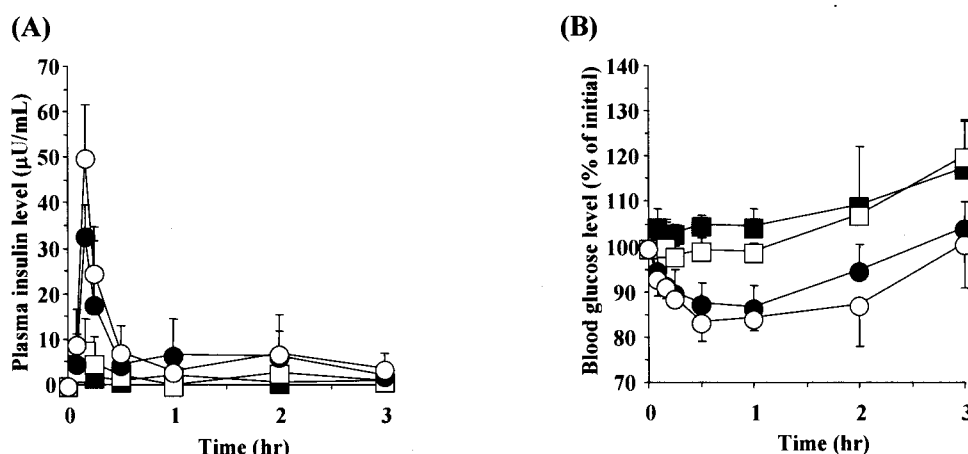 (A)
Plasma insulin level (μU/mL)
70
60
50
40
30
20
10
0
0 1 2 3
Time (hr)
(B)
Blood glucose level (% of initial)
140
130
120
110
100
90
80
70
0 1 2 3
Time (hr)